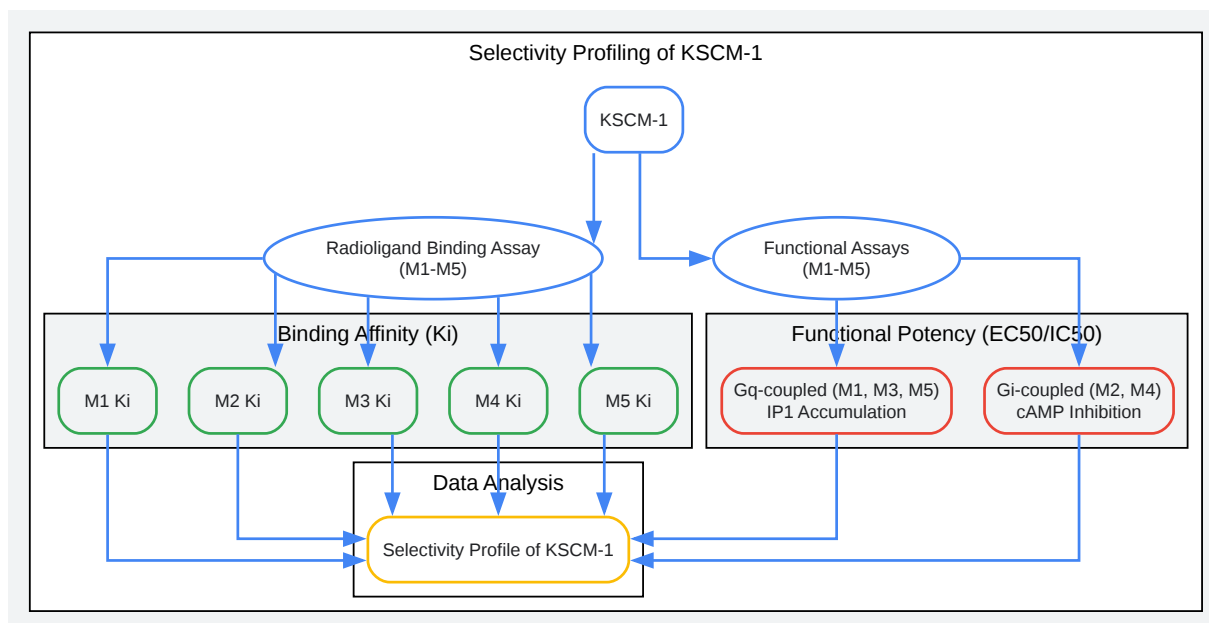 Selectivity Profiling of KSCM-1
KSCM-1
Radioligand Binding Assay
(M1-M5)
Functional Assays
(M1-M5)
Binding Affinity (Ki)
Functional Potency (EC50/IC50)
M1 Ki
M2 Ki
M3 Ki
M4 Ki
M5 Ki
Gq-coupled (M1, M3, M5)
IP1 Accumulation
Gi-coupled (M2, M4)
cAMP Inhibition
Data Analysis
Selectivity Profile of KSCM-1